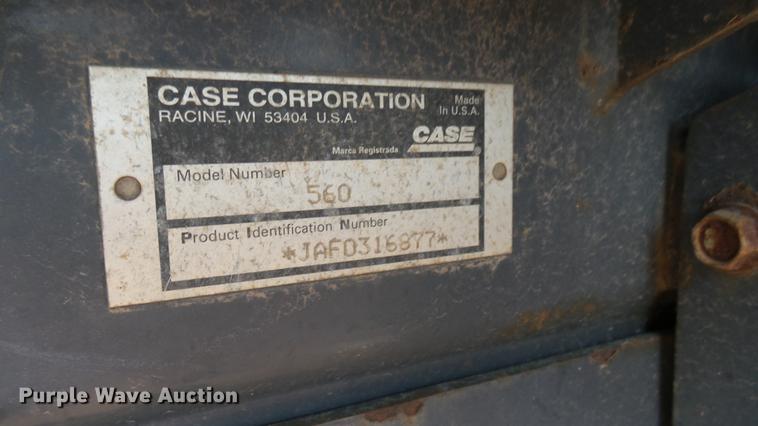 CASE CORPORATION
Made In U.S.A.
RACINE, WI 53404 U.S.A.
CASE
Marca Registrada
®
Model Number
560
Product Identification Number
*JAF0316877*
Purple Wave Auction